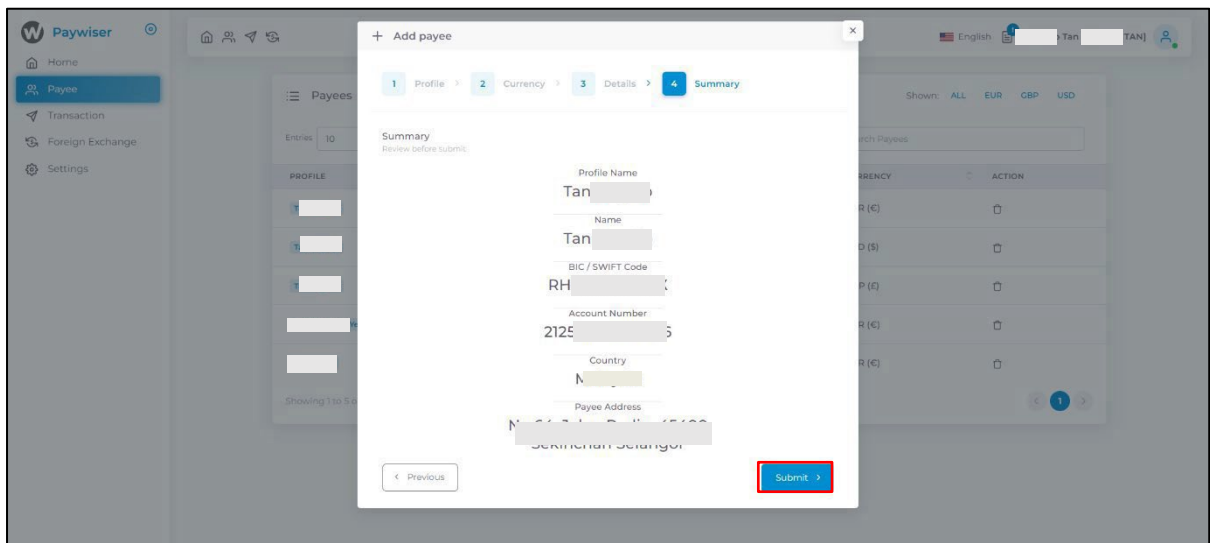 Paywiser
Home
Payee
Transaction
Foreign Exchange
Settings
English
Tan TAN)
Payees
Shown: ALL EUR GBP USD
Entries 10
PROFILE
ACTION
R (€)
D ($)
P (£)
R (€)
R (€)
Showing 1 to 5
1
+ Add payee
×
1 Profile > 2 Currency > 3 Details > 4 Summary
Summary
Review before submit.
Profile Name
Tan
Name
Tan
BIC / SWIFT Code
RH
Account Number
2125
Country
Payee Address
Selangor
< Previous
Submit >